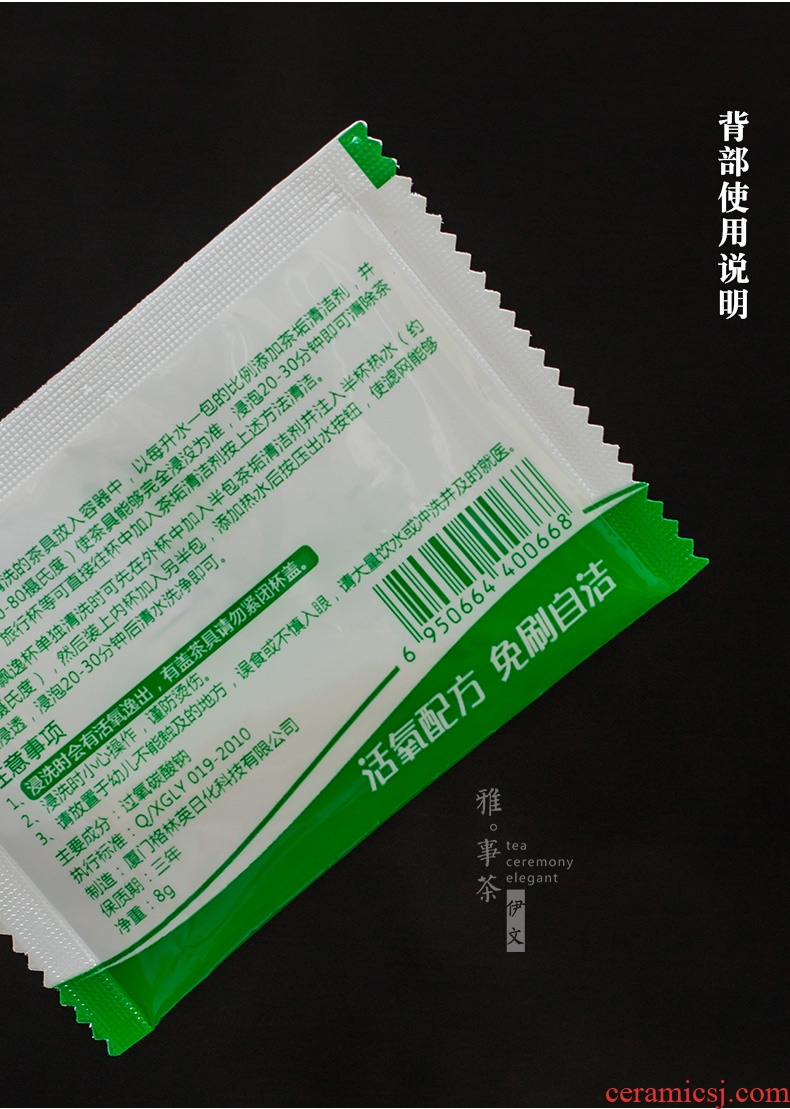 背部使用说明
清洗的茶具放入容器中，以每升水一包的比例添加茶垢清洁剂，并
0-80摄氏度）使茶具能够完全浸没为准，浸泡20-30分钟即可清除茶
旅行杯等可直接往杯中加入茶垢清洁剂按上述方法清洁。
飘逸杯单独清洗时可先在外杯中加入半包茶垢清洁剂并注入半杯热水（约
摄氏度），然后装上内杯加入另半包，添加热水后按压出水按钮，使滤网能够
浸透，浸泡20-30分钟后清水洗净即可。
注意事项
1、浸洗时会有活氧逸出，有盖茶具请勿紧闭杯盖。
2、浸洗时小心操作，谨防烫伤。
3、请放置于幼儿不能触及的地方，误食或不慎入眼，请大量饮水或冲洗并及时就医。
主要成分：过氧碳酸钠
执行标准：Q/XGLY 019-2010
制造：厦门格林英日化科技有限公司
保质期：三年
净重：8g
6 950664 400668
活氧配方 免刷自洁
雅。事茶
tea
ceremony
elegant
伊文
ceramicsj.com